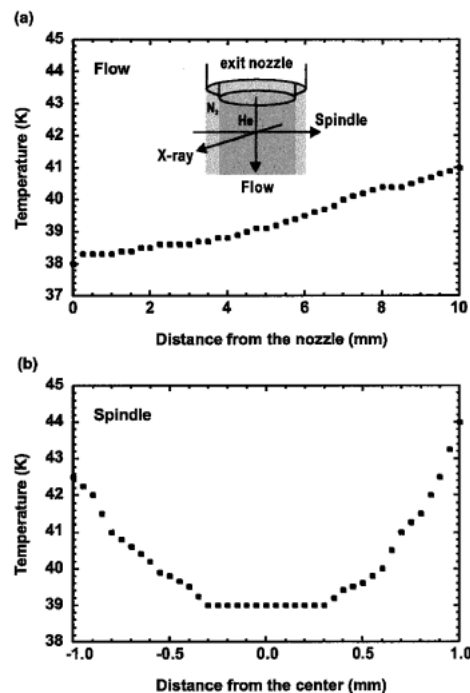 (a)
45
44
43
42
41
40
39
38
37
Temperature (K)
Flow
exit nozzle
N₂
He
Spindle
X-ray
Flow
0 2 4 6 8 10
Distance from the nozzle (mm)
(b)
45
44
43
42
41
40
39
38
Temperature (K)
Spindle
-1.0 -0.5 0.0 0.5 1.0
Distance from the center (mm)